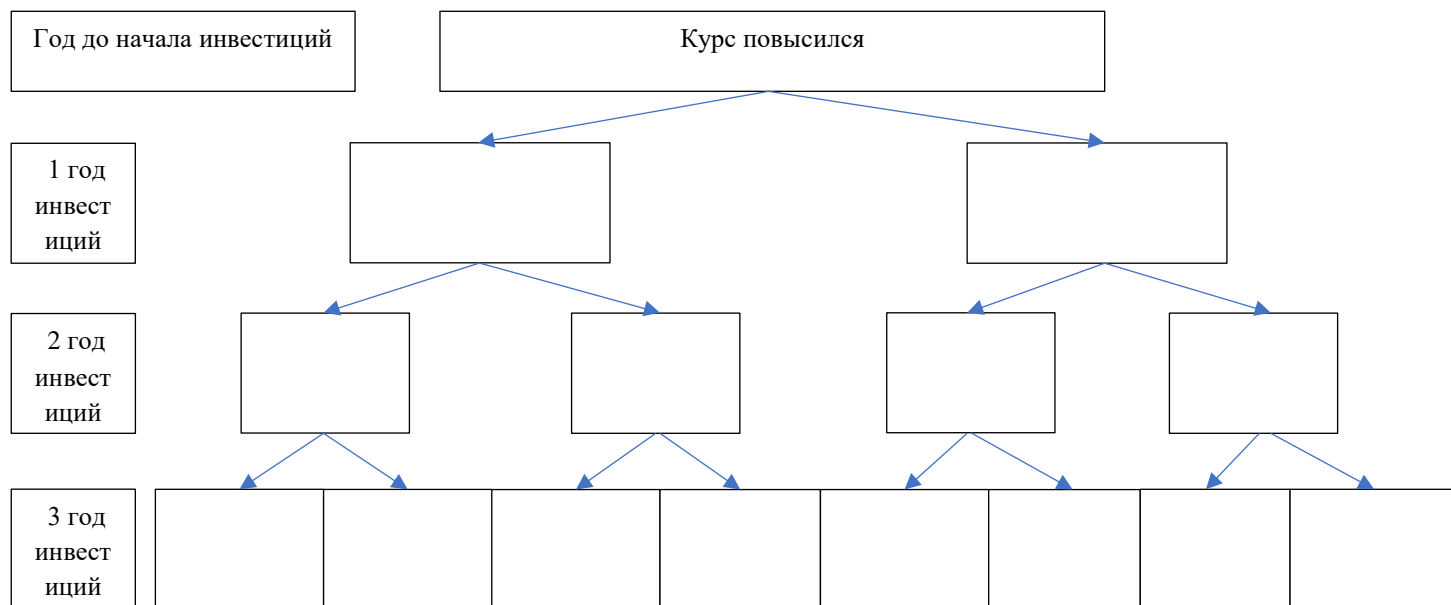 Год до начала инвестиций
Курс повысился
1 год
инвест
иций
2 год
инвест
иций
3 год
инвест
иций